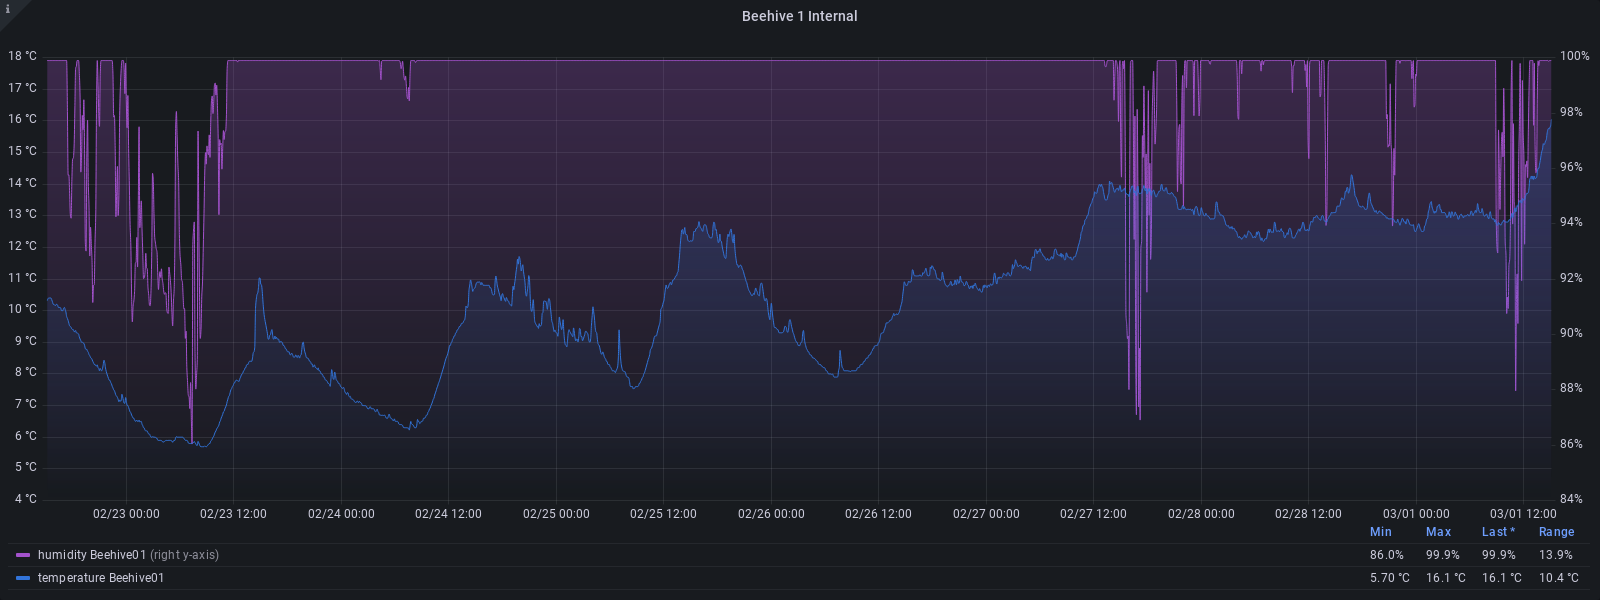 i
Beehive 1 Internal
18 °C 100%
17 °C
16 °C 98%
15 °C 96%
14 °C
13 °C 94%
12 °C
11 °C 92%
10 °C
9 °C 90%
8 °C 88%
7 °C
6 °C 86%
5 °C
4 °C 84%
02/23 00:00 02/23 12:00 02/24 00:00 02/24 12:00 02/25 00:00 02/25 12:00 02/26 00:00 02/26 12:00 02/27 00:00 02/27 12:00 02/28 00:00 02/28 12:00 03/01 00:00 03/01 12:00
Min Max Last * Range
humidity Beehive01 (right y-axis) 86.0% 99.9% 99.9% 13.9%
temperature Beehive01 5.70 °C 16.1 °C 16.1 °C 10.4 °C